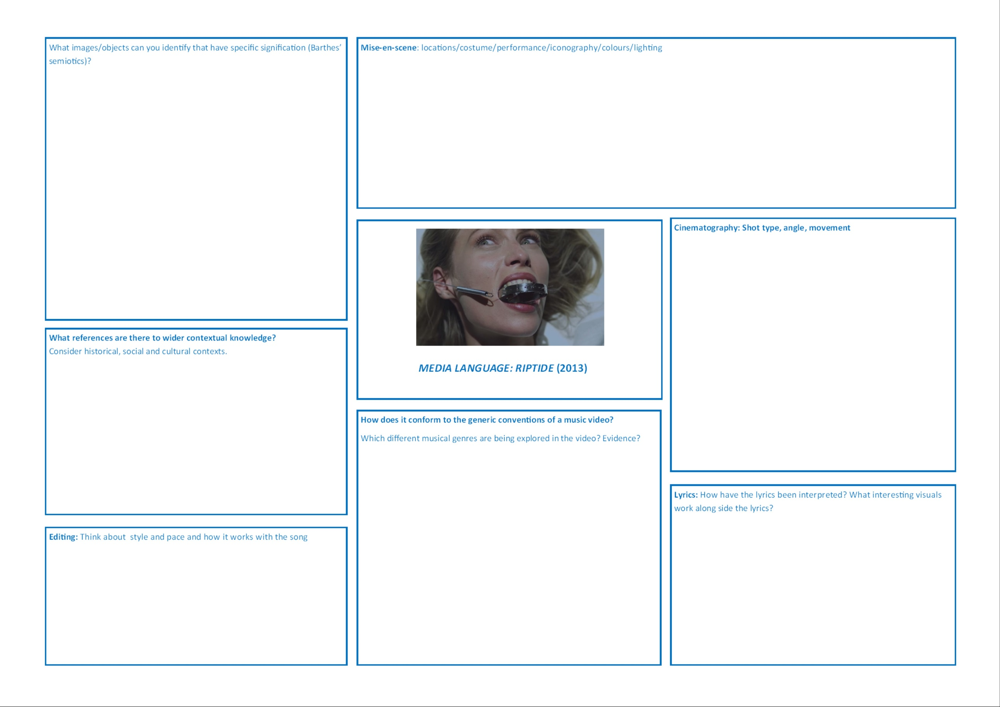 What images/objects can you identify that have specific signification (Barthes’
semiotics)?
Mise-en-scene: locations/costume/performance/iconography/colours/lighting
MEDIA LANGUAGE: RIPTIDE (2013)
Cinematography: Shot type, angle, movement
What references are there to wider contextual knowledge?
Consider historical, social and cultural contexts.
How does it conform to the generic conventions of a music video?
Which different musical genres are being explored in the video? Evidence?
Lyrics: How have the lyrics been interpreted? What interesting visuals
work along side the lyrics?
Editing: Think about  style and pace and how it works with the song